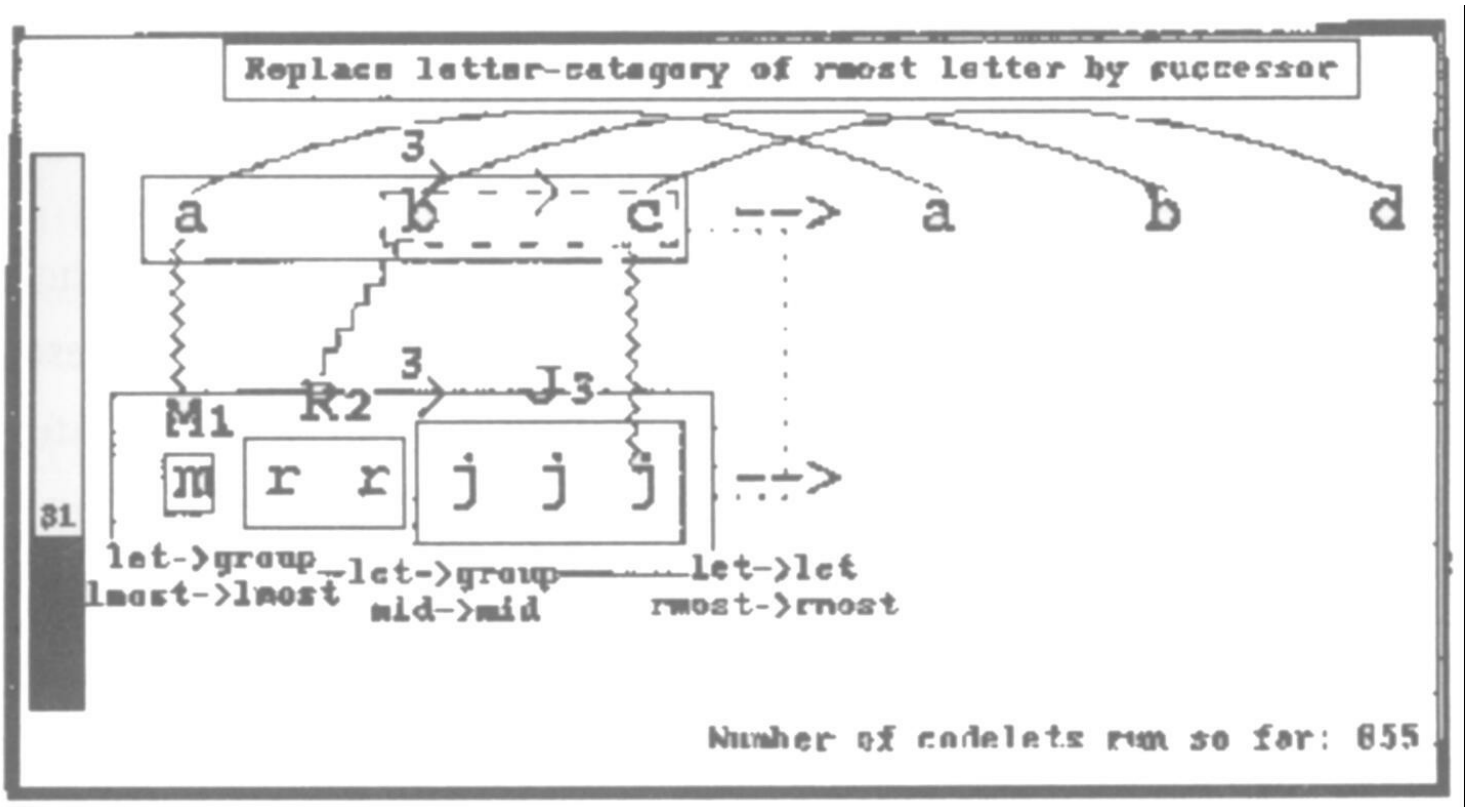 Replace letter-category of rmost letter by successor
3
a b c --> a b d
3
M1 R2 J3
m r r j j j -->
31
let->group let->group let->let
lmost->lmost mid->mid rmost->rmost
Number of codelets run so far: 655